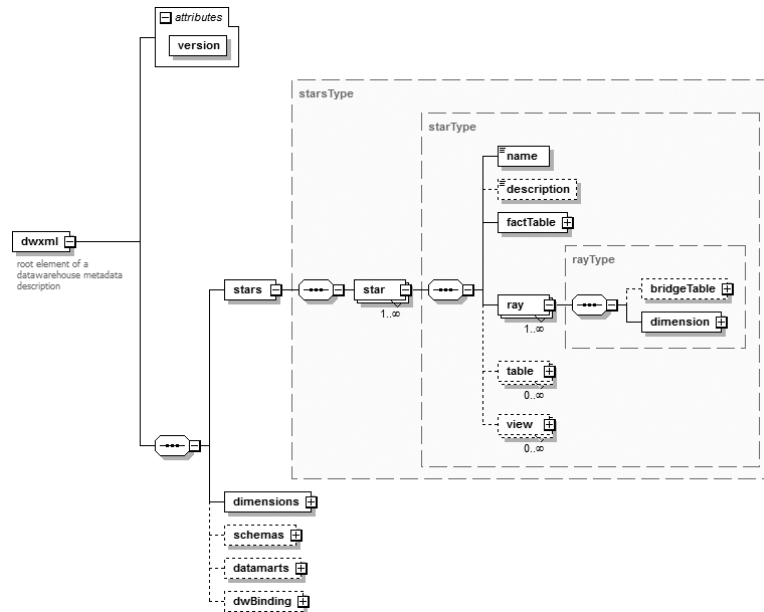 attributes
version
starsType
starType
name
description
factTable
dwxml
root element of a
datawarehouse metadata
description
rayType
stars
star
1..∞
ray
1..∞
bridgeTable
dimension
table
0..∞
view
0..∞
dimensions
schemas
datamarts
dwBinding